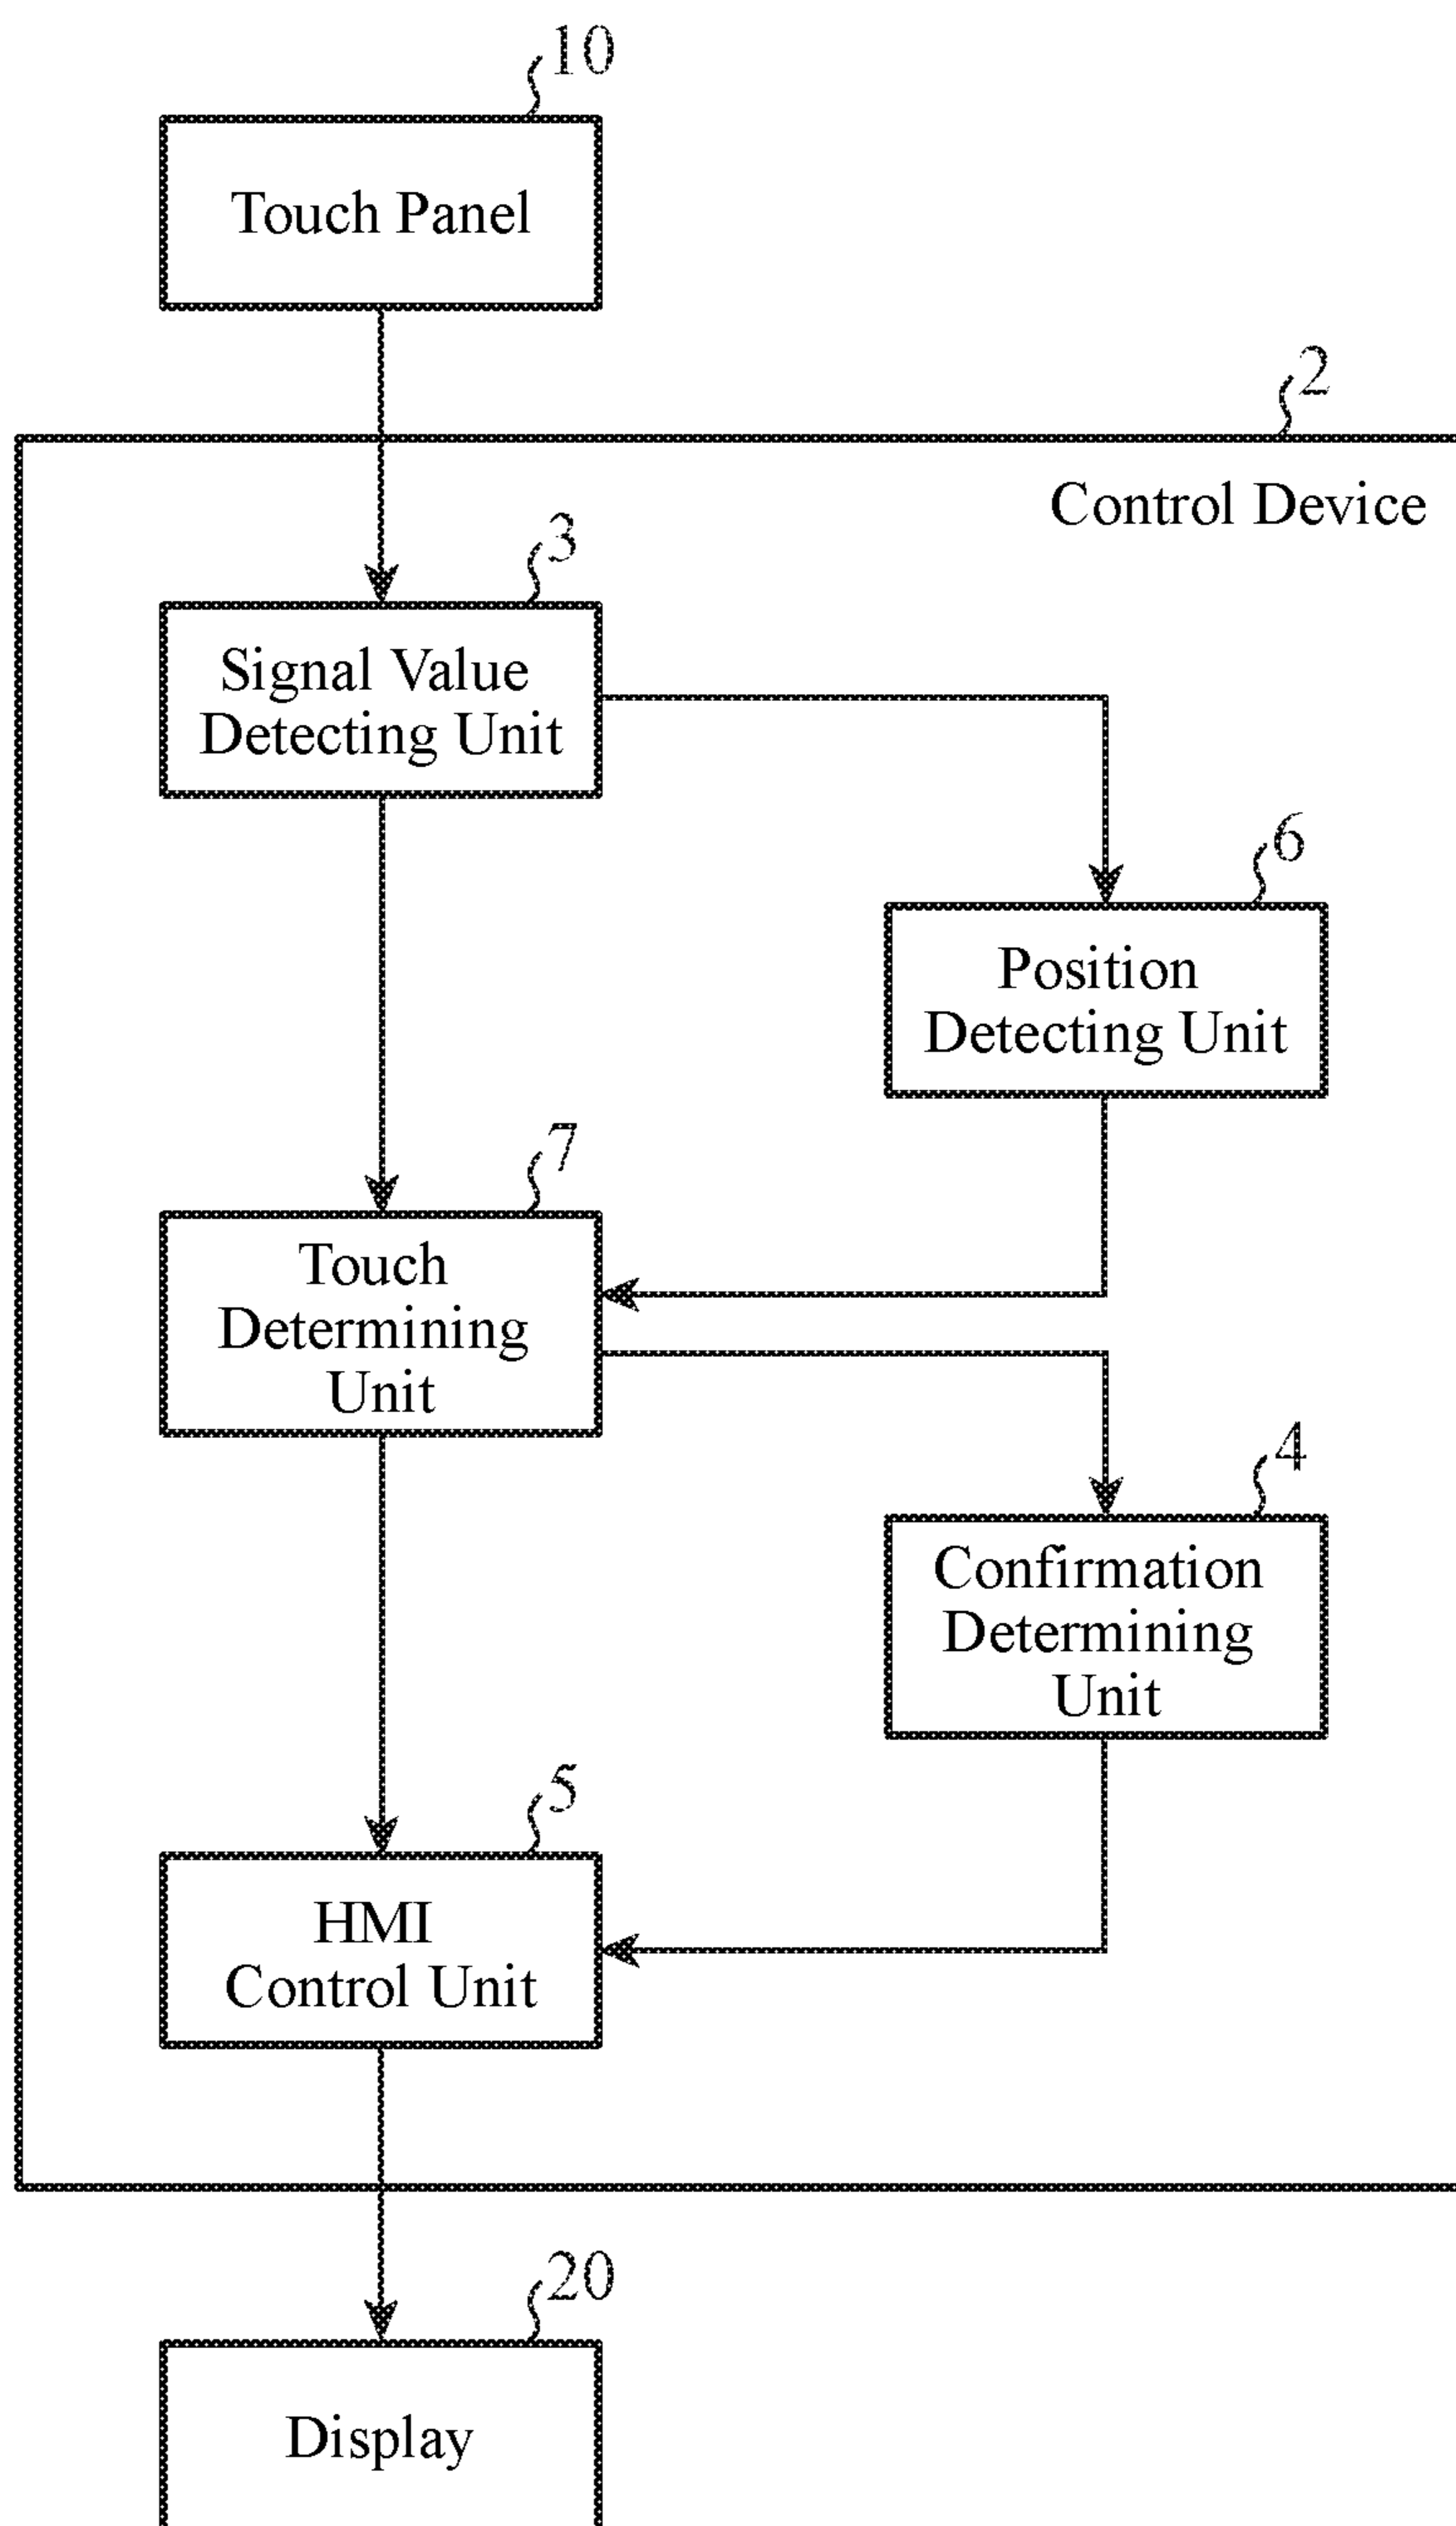 10
Touch Panel
2
Control Device
3
Signal Value
Detecting Unit
6
Position
Detecting Unit
7
Touch
Determining
Unit
4
Confirmation
Determining
Unit
5
HMI
Control Unit
20
Display